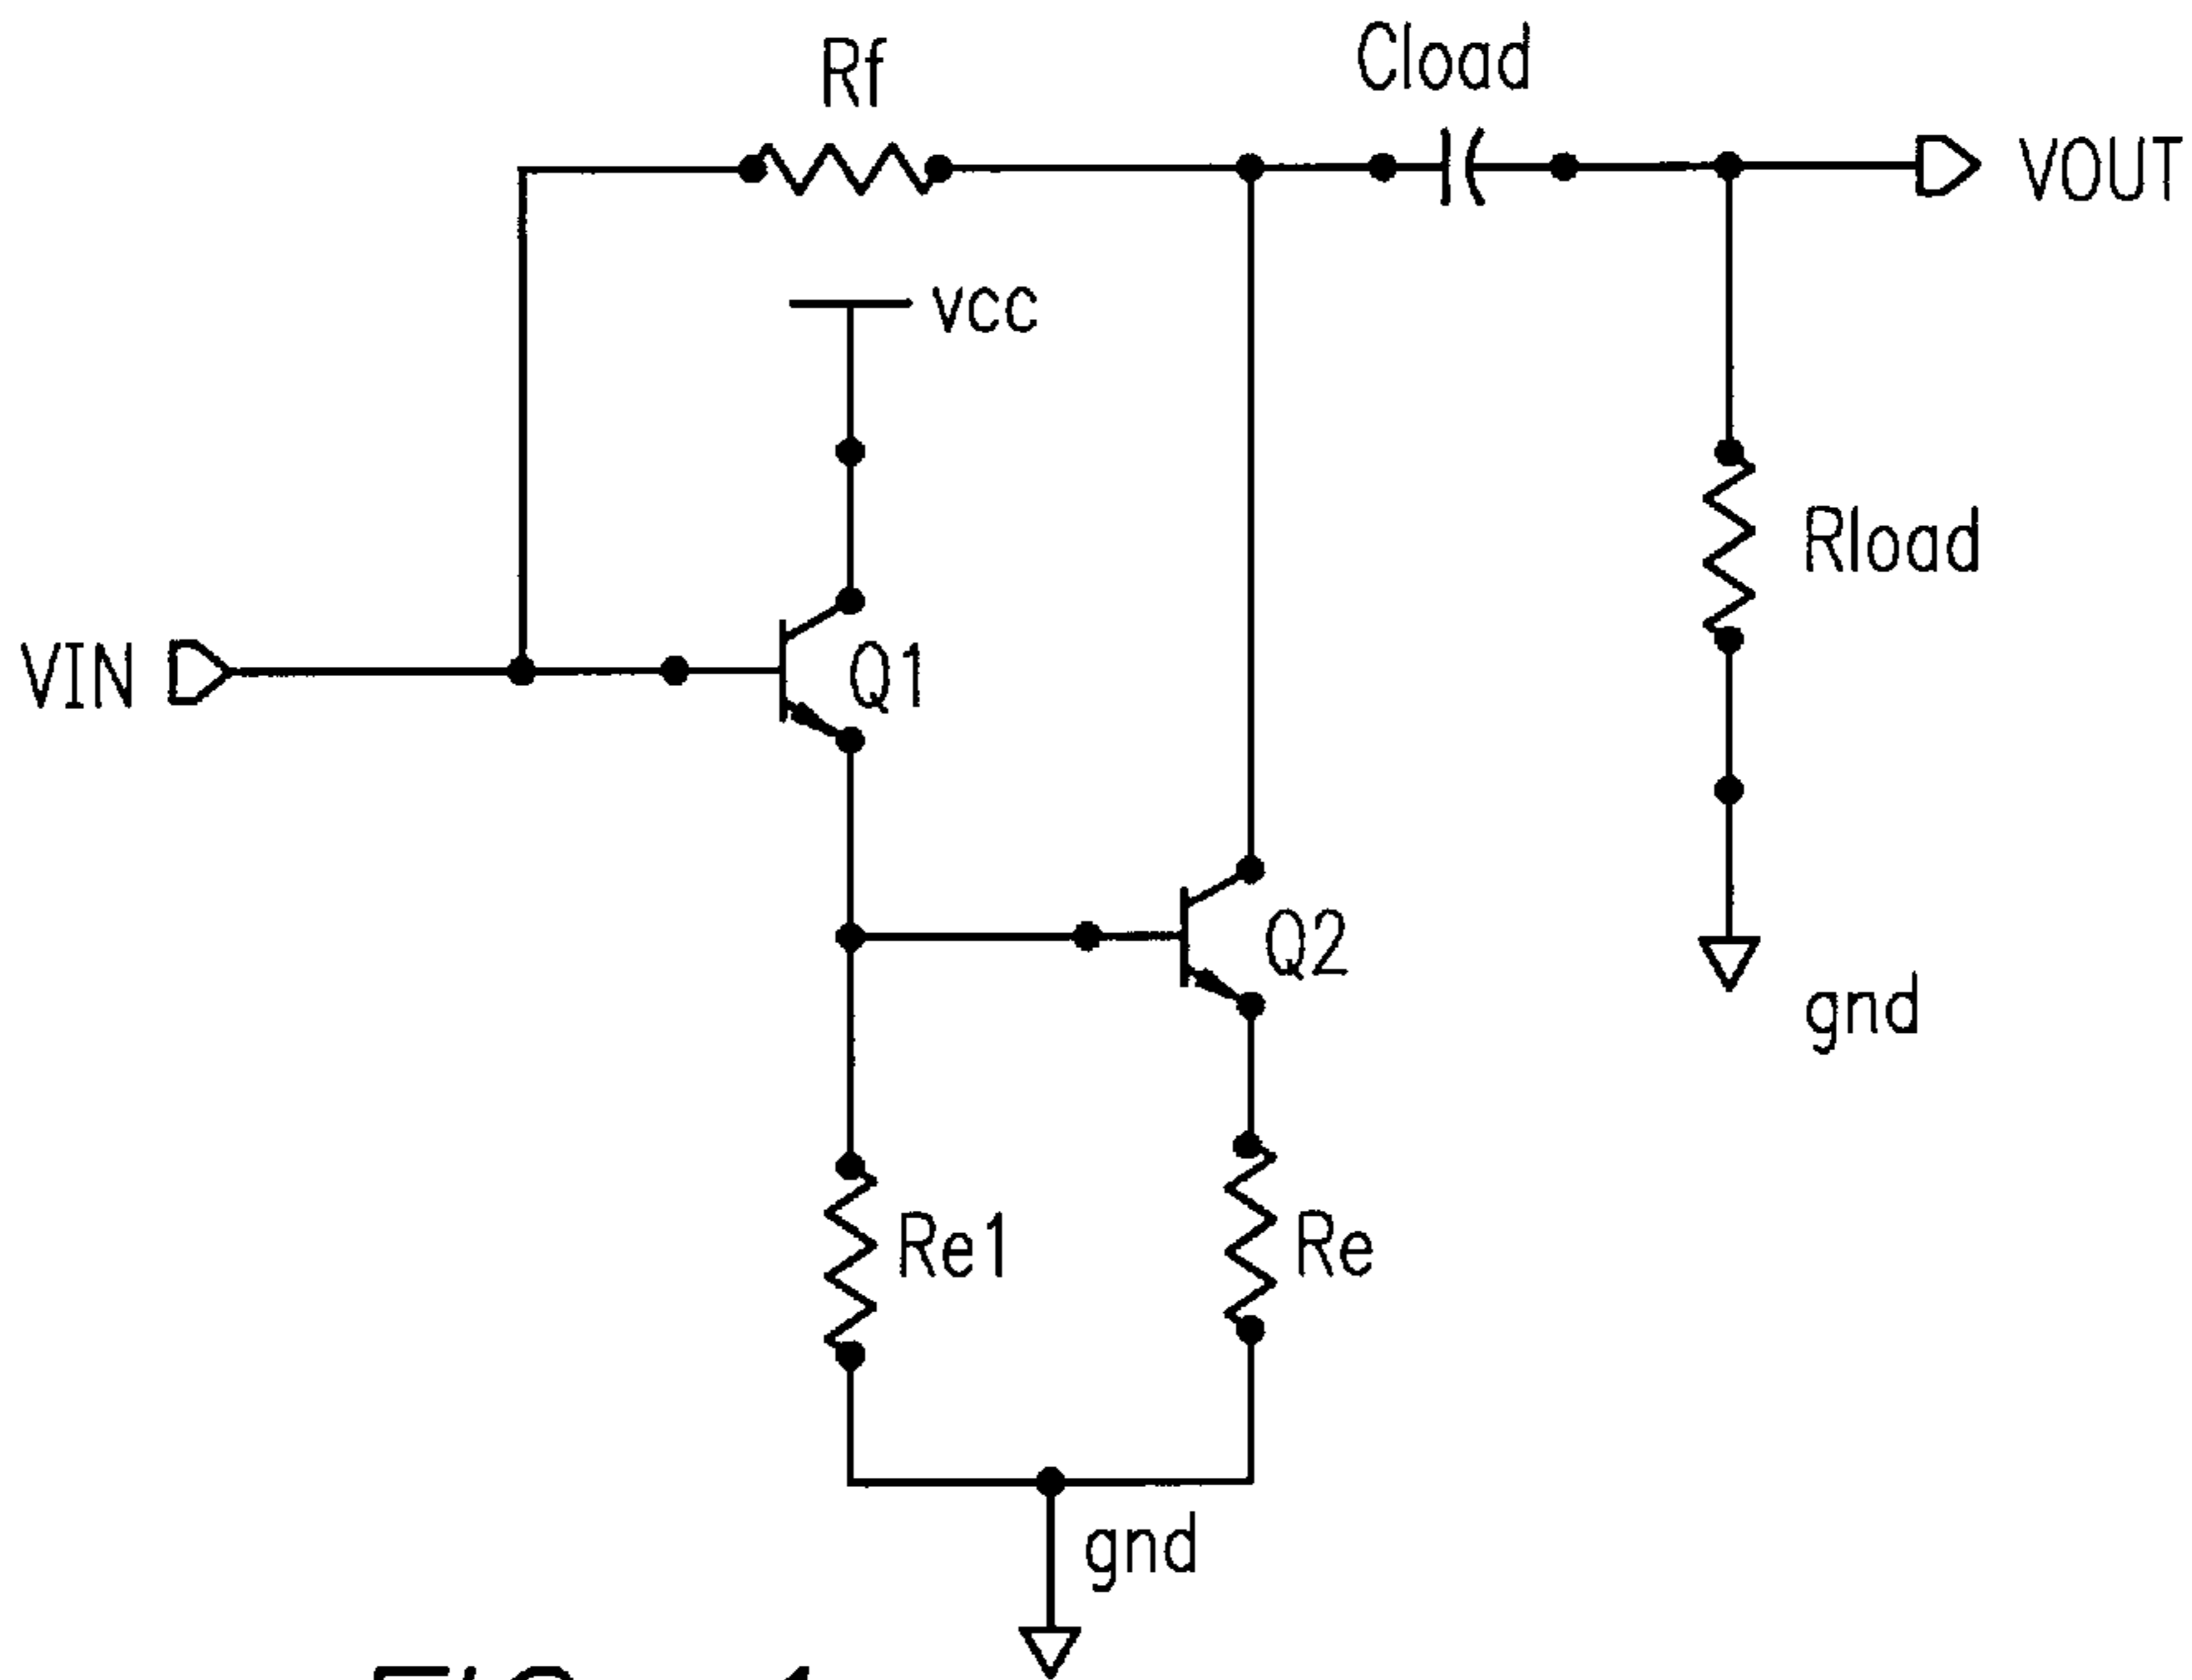 Rf
Cload
VOUT
vcc
Rload
VIN
Q1
Q2
gnd
Re1
Re
gnd